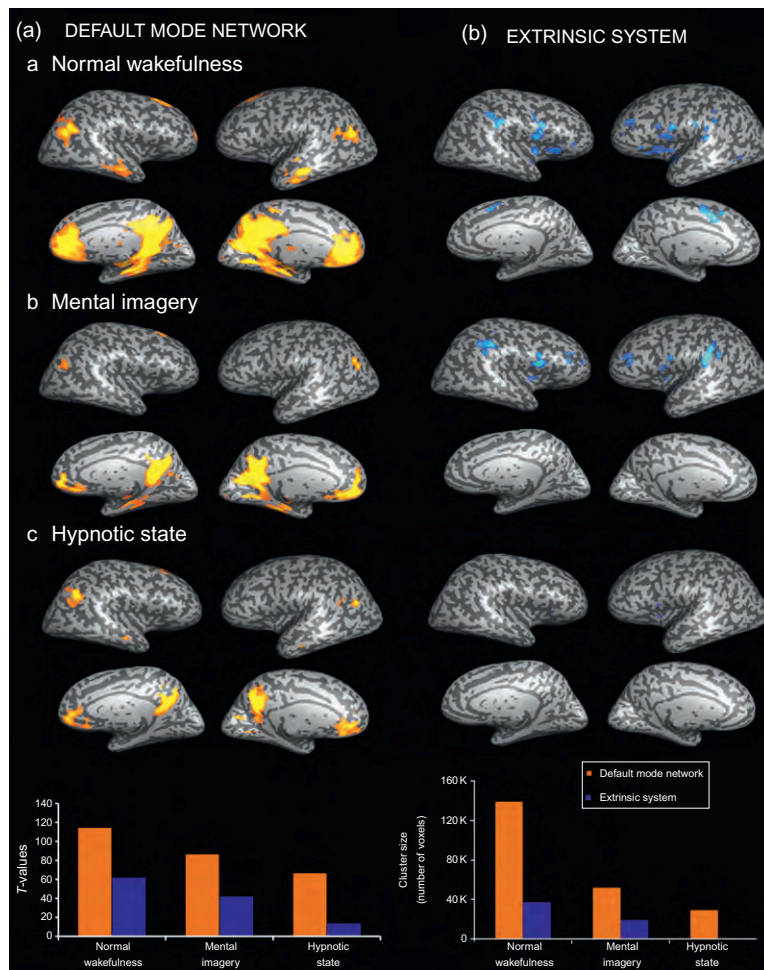 (a) DEFAULT MODE NETWORK
(b) EXTRINSIC SYSTEM
a Normal wakefulness
b Mental imagery
c Hypnotic state
140
120
100
80
60
40
20
0
T-values
Normal wakefulness
Mental imagery
Hypnotic state
Default mode network
Extrinsic system
160 K
120 K
80 K
40 K
0
Cluster size
(number of voxels)
Normal wakefulness
Mental imagery
Hypnotic state